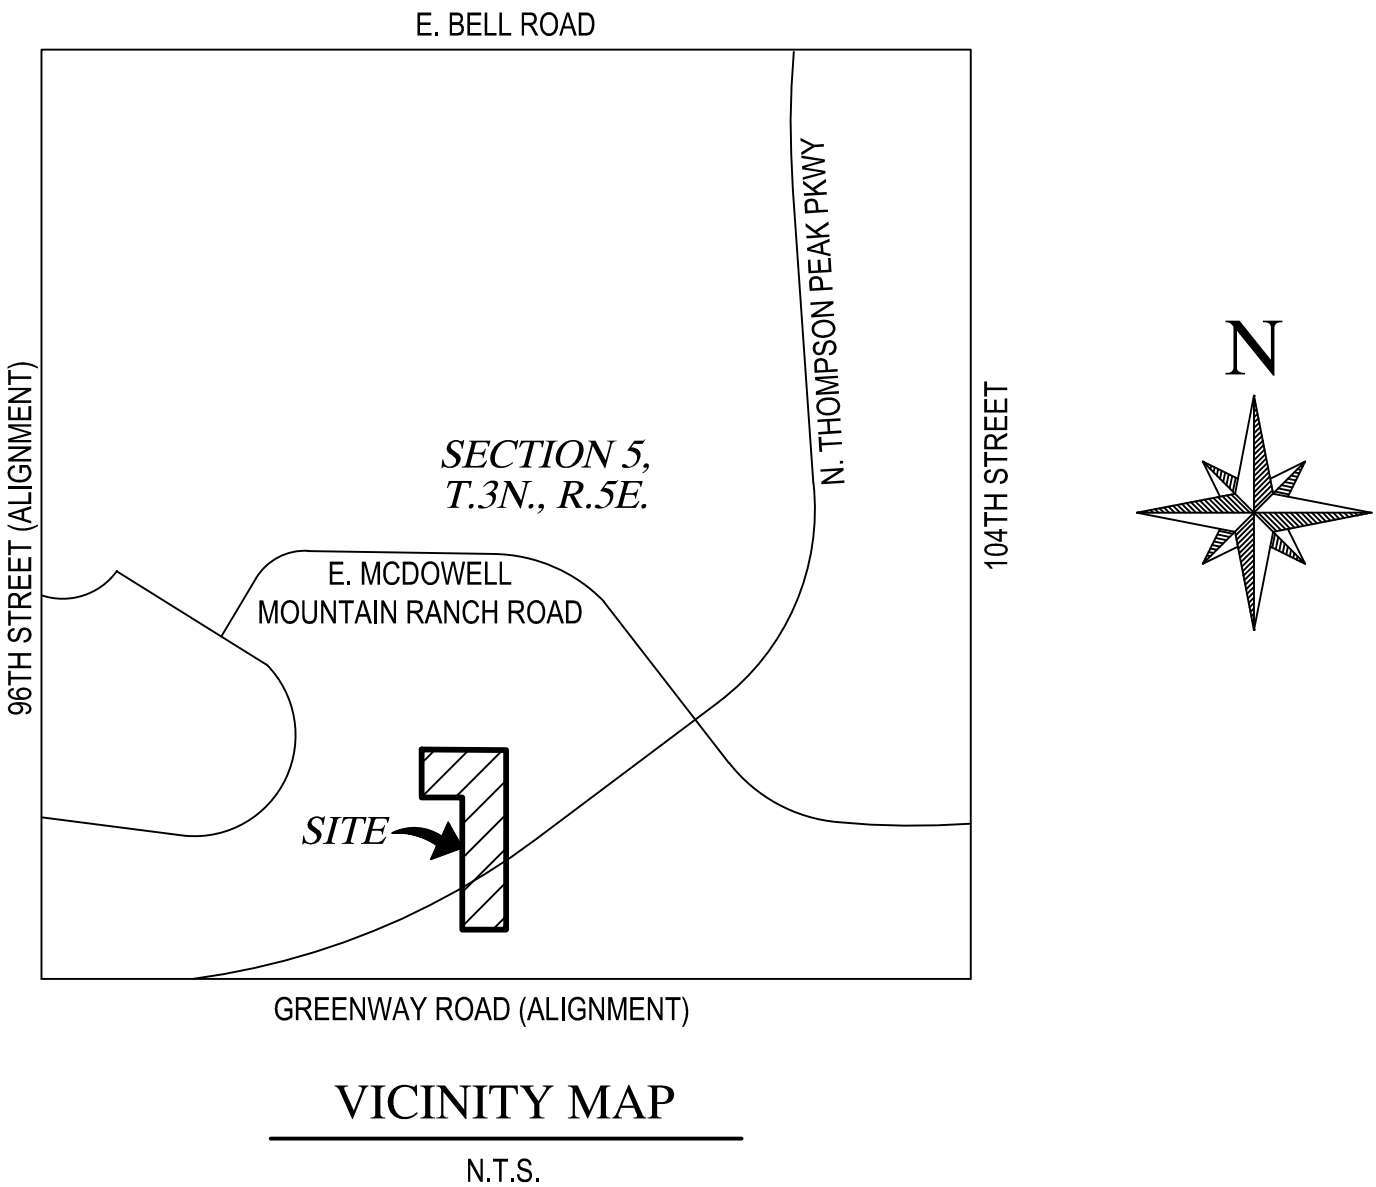 E. BELL ROAD
N. THOMPSON PEAK PKWY
N
96TH STREET (ALIGNMENT)
104TH STREET
SECTION 5,
T.3N., R.5E.
E. MCDOWELL
MOUNTAIN RANCH ROAD
SITE
GREENWAY ROAD (ALIGNMENT)
VICINITY MAP
N.T.S.